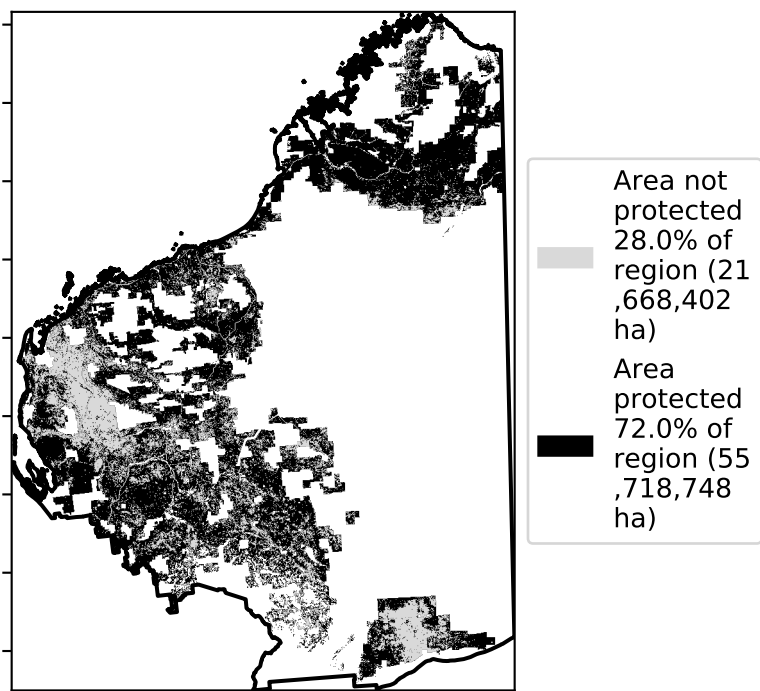 Area not
protected
28.0% of
region (21
,668,402
ha)
Area
protected
72.0% of
region (55
,718,748
ha)